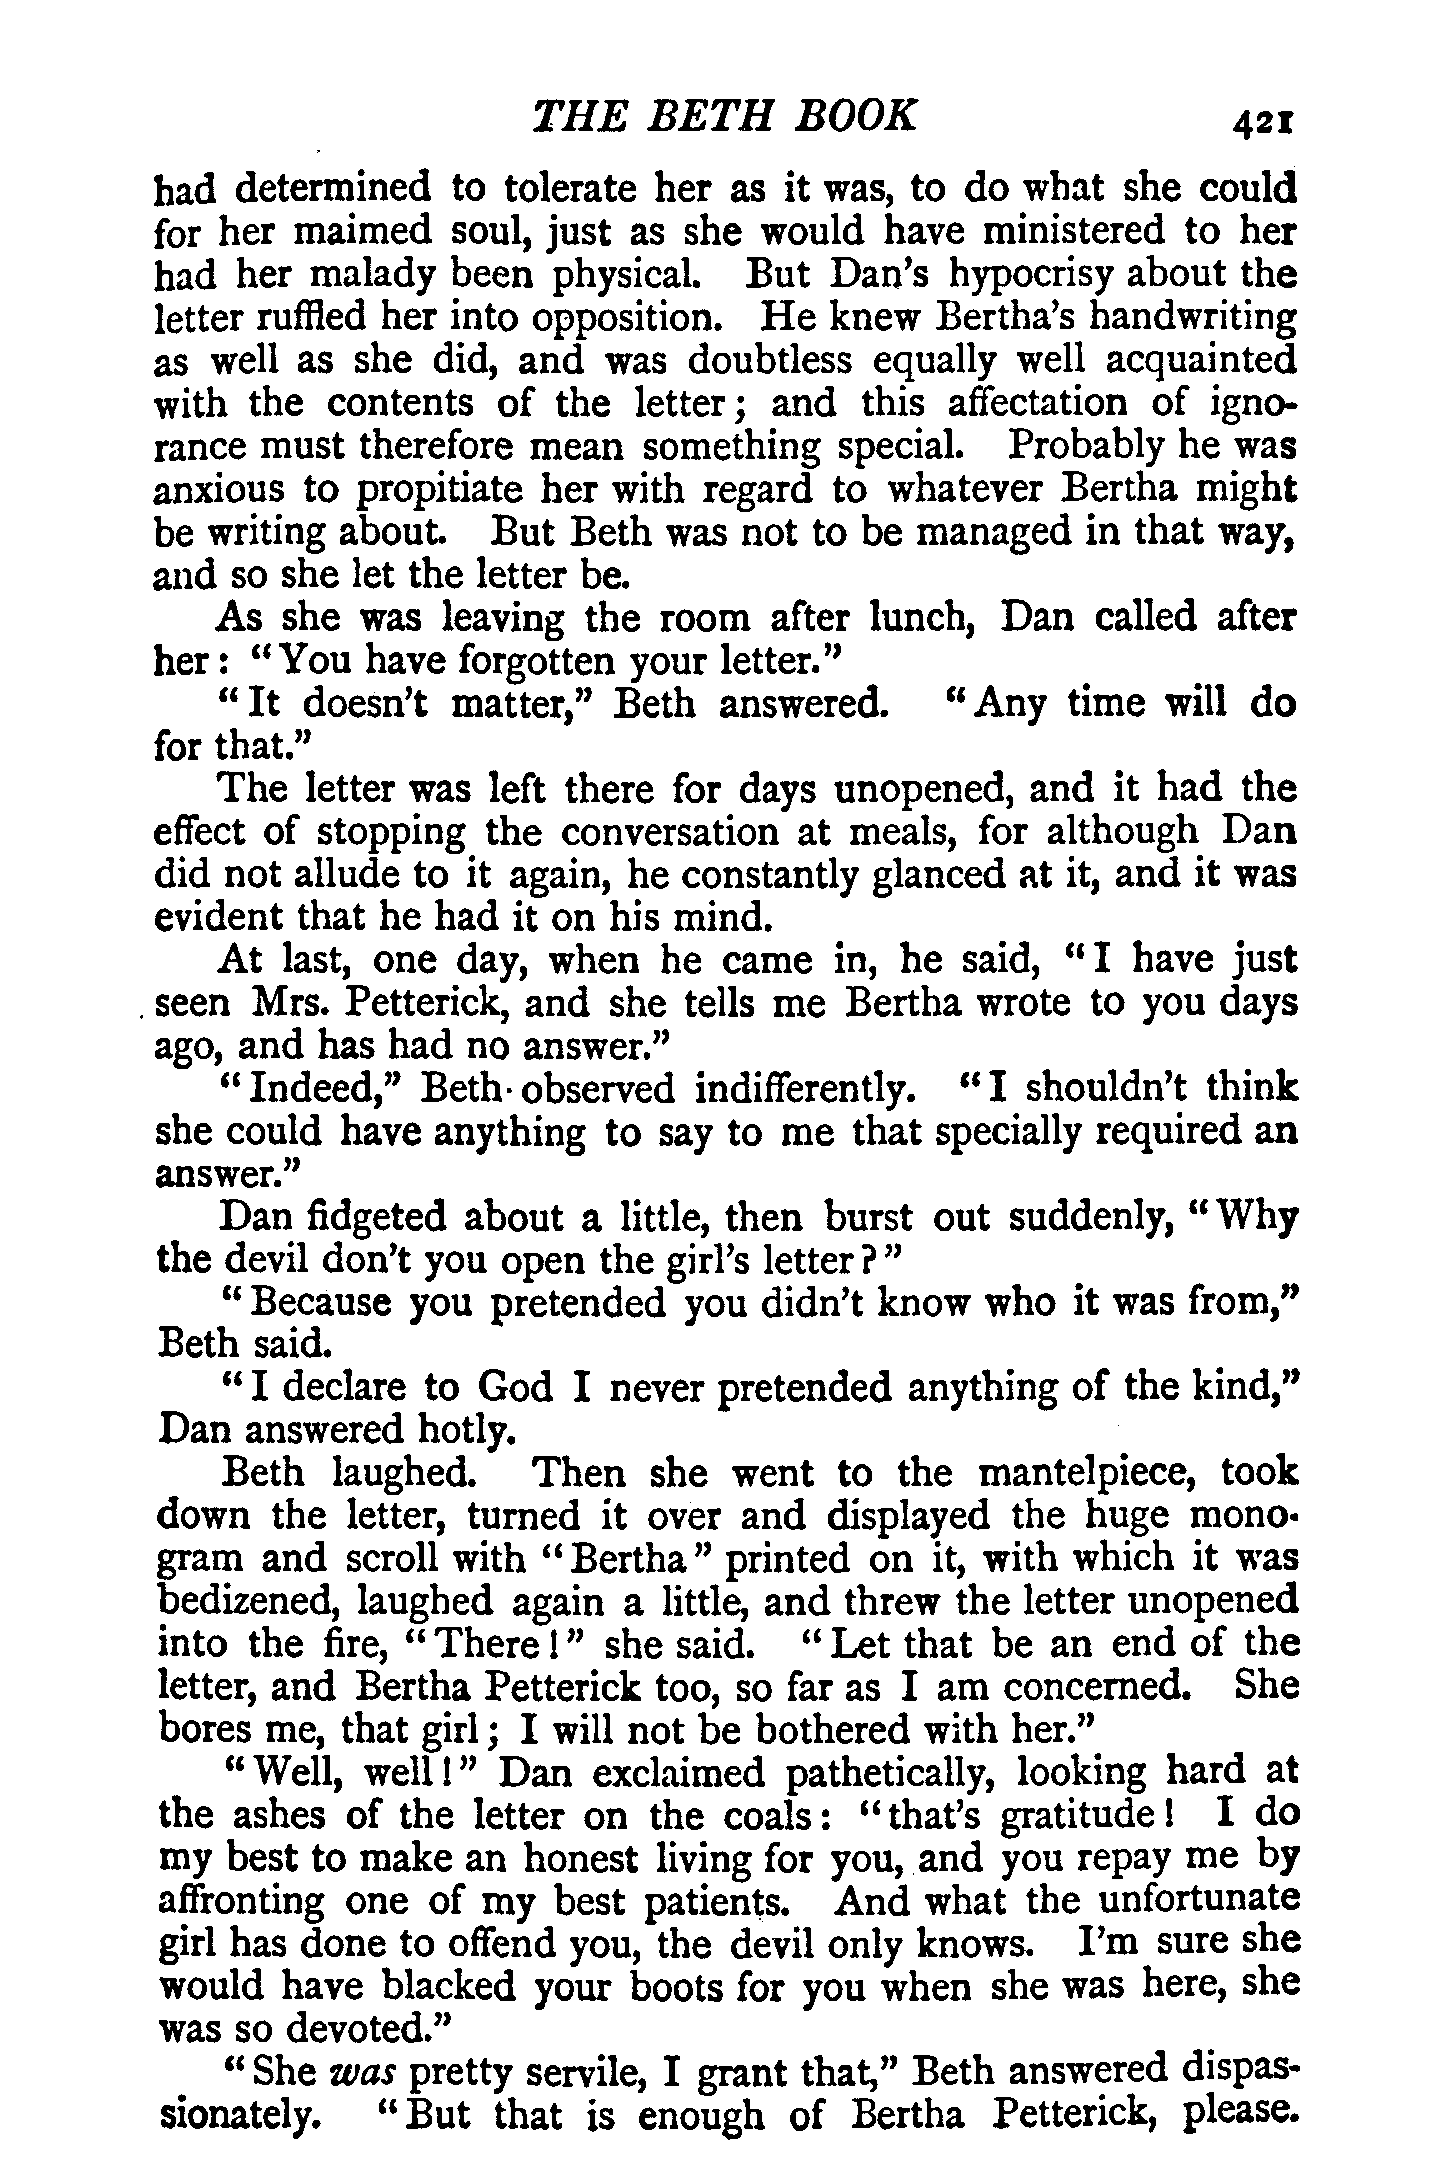 THE BETH BOOK 421
had determined to tolerate her as it was, to do what she could
for her maimed soul, just as she would have ministered to her
had her malady been physical. But Dan's hypocrisy about the
letter ruffled her into opposition. He knew Bertha's handwriting
as well as she did, and was doubtless equally well acquainted
with the contents of the letter; and this affectation of igno-
rance must therefore mean something special. Probably he was
anxious to propitiate her with regard to whatever Bertha might
be writing about. But Beth was not to be managed in that way,
and so she let the letter be.
As she was leaving the room after lunch, Dan called after
her: "You have forgotten your letter."
"It doesn't matter," Beth answered. "Any time will do
for that."
The letter was left there for days unopened, and it had the
effect of stopping the conversation at meals, for although Dan
did not allude to it again, he constantly glanced at it, and it was
evident that he had it on his mind.
At last, one day, when he came in, he said, "I have just
seen Mrs. Petterick, and she tells me Bertha wrote to you days
ago, and has had no answer."
"Indeed," Beth observed indifferently. "I shouldn't think
she could have anything to say to me that specially required an
answer."
Dan fidgeted about a little, then burst out suddenly, "Why
the devil don't you open the girl's letter?"
"Because you pretended you didn't know who it was from,"
Beth said.
"I declare to God I never pretended anything of the kind,"
Dan answered hotly.
Beth laughed. Then she went to the mantelpiece, took
down the letter, turned it over and displayed the huge mono-
gram and scroll with "Bertha" printed on it, with which it was
bedizened, laughed again a little, and threw the letter unopened
into the fire, "There!" she said. "Let that be an end of the
letter, and Bertha Petterick too, so far as I am concerned. She
bores me, that girl; I will not be bothered with her."
"Well, well!" Dan exclaimed pathetically, looking hard at
the ashes of the letter on the coals: "that's gratitude! I do
my best to make an honest living for you, and you repay me by
affronting one of my best patients. And what the unfortunate
girl has done to offend you, the devil only knows. I'm sure she
would have blacked your boots for you when she was here, she
was so devoted."
"She was pretty servile, I grant that," Beth answered dispas-
sionately. "But that is enough of Bertha Petterick, please.